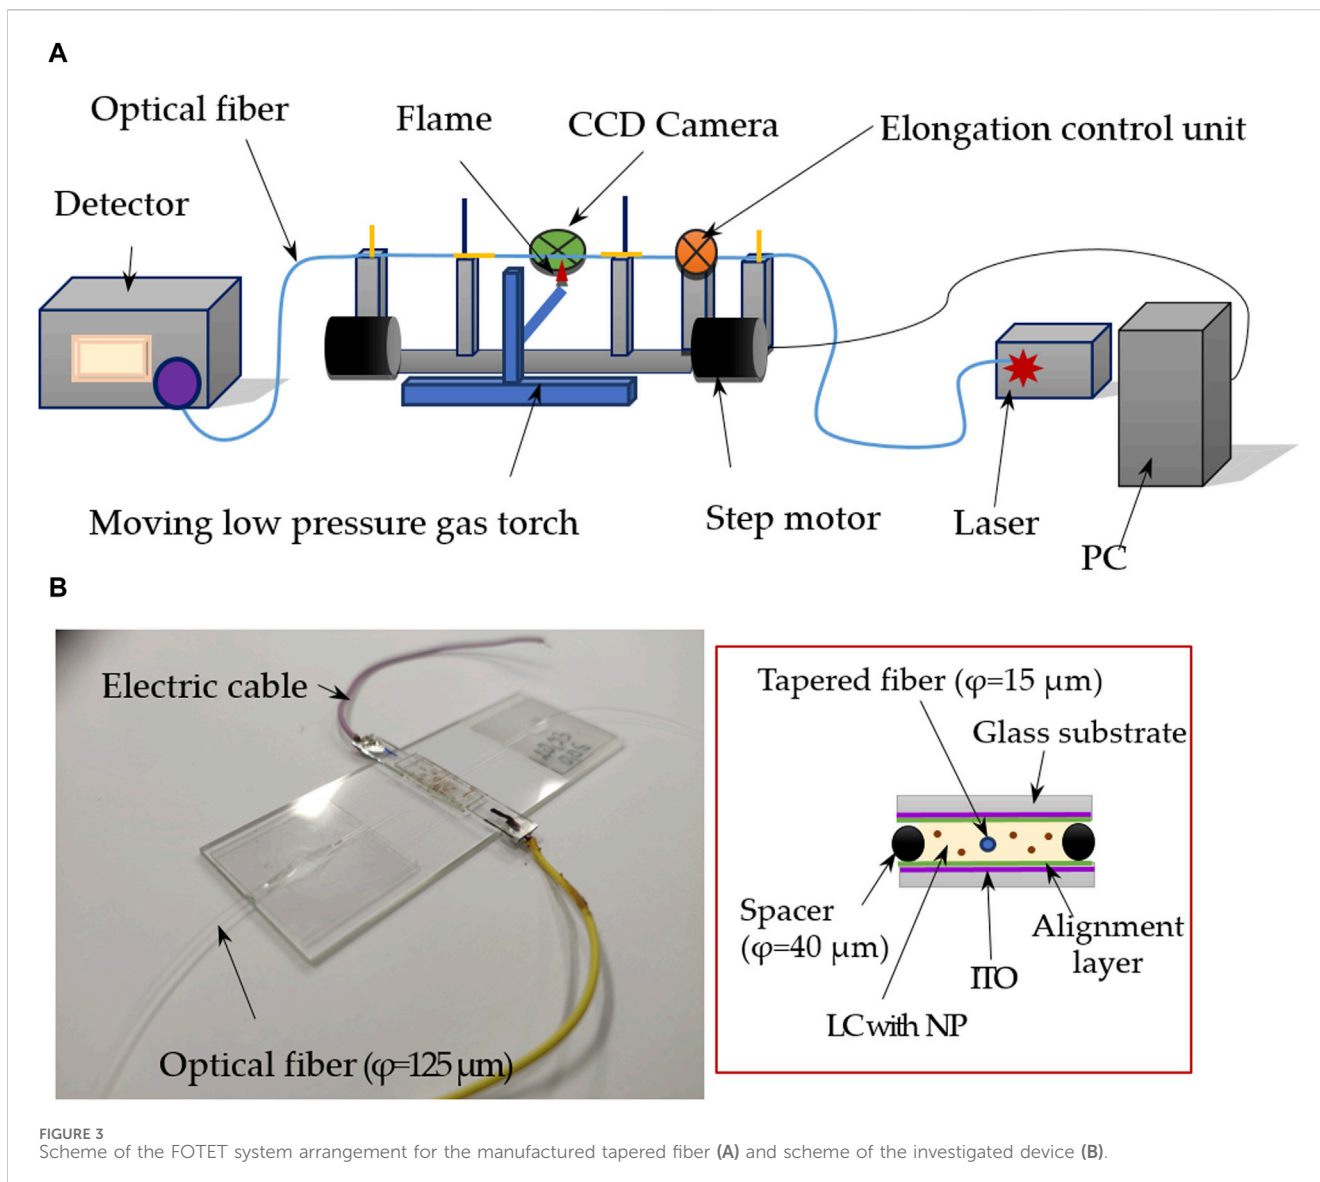 A
Optical fiber
Flame
CCD Camera
Elongation control unit
Detector
Moving low pressure gas torch
Step motor
Laser
PC
B
Electric cable
Optical fiber (φ=125 μm)
Tapered fiber (φ=15 μm)
Glass substrate
Spacer
(φ=40 μm)
Alignment
layer
ITO
LC with NP
FIGURE 3
Scheme of the FOTET system arrangement for the manufactured tapered fiber (A) and scheme of the investigated device (B).